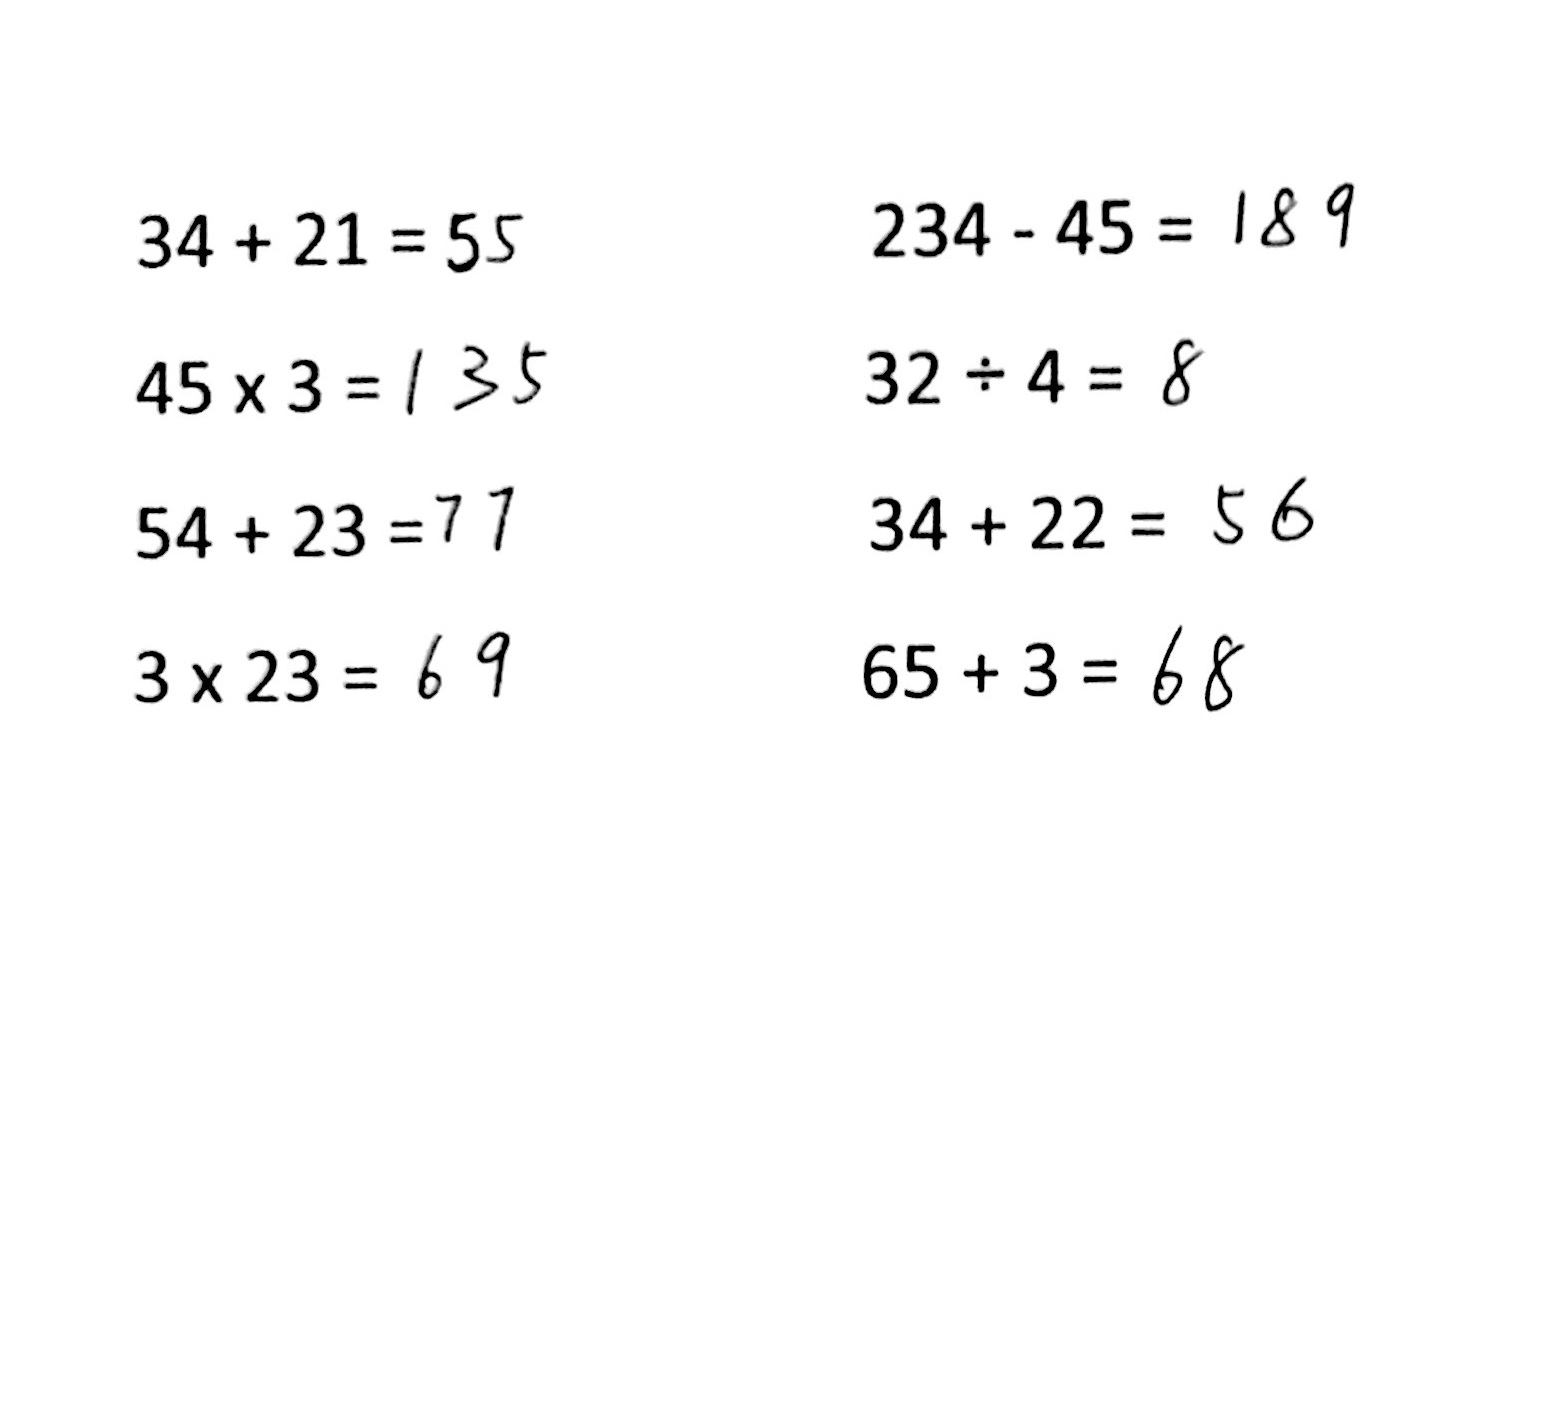 34 + 21 = 55
234 - 45 = 189
45 x 3 = 135
32 ÷ 4 = 8
54 + 23 = 77
34 + 22 = 56
3 x 23 = 69
65 + 3 = 68